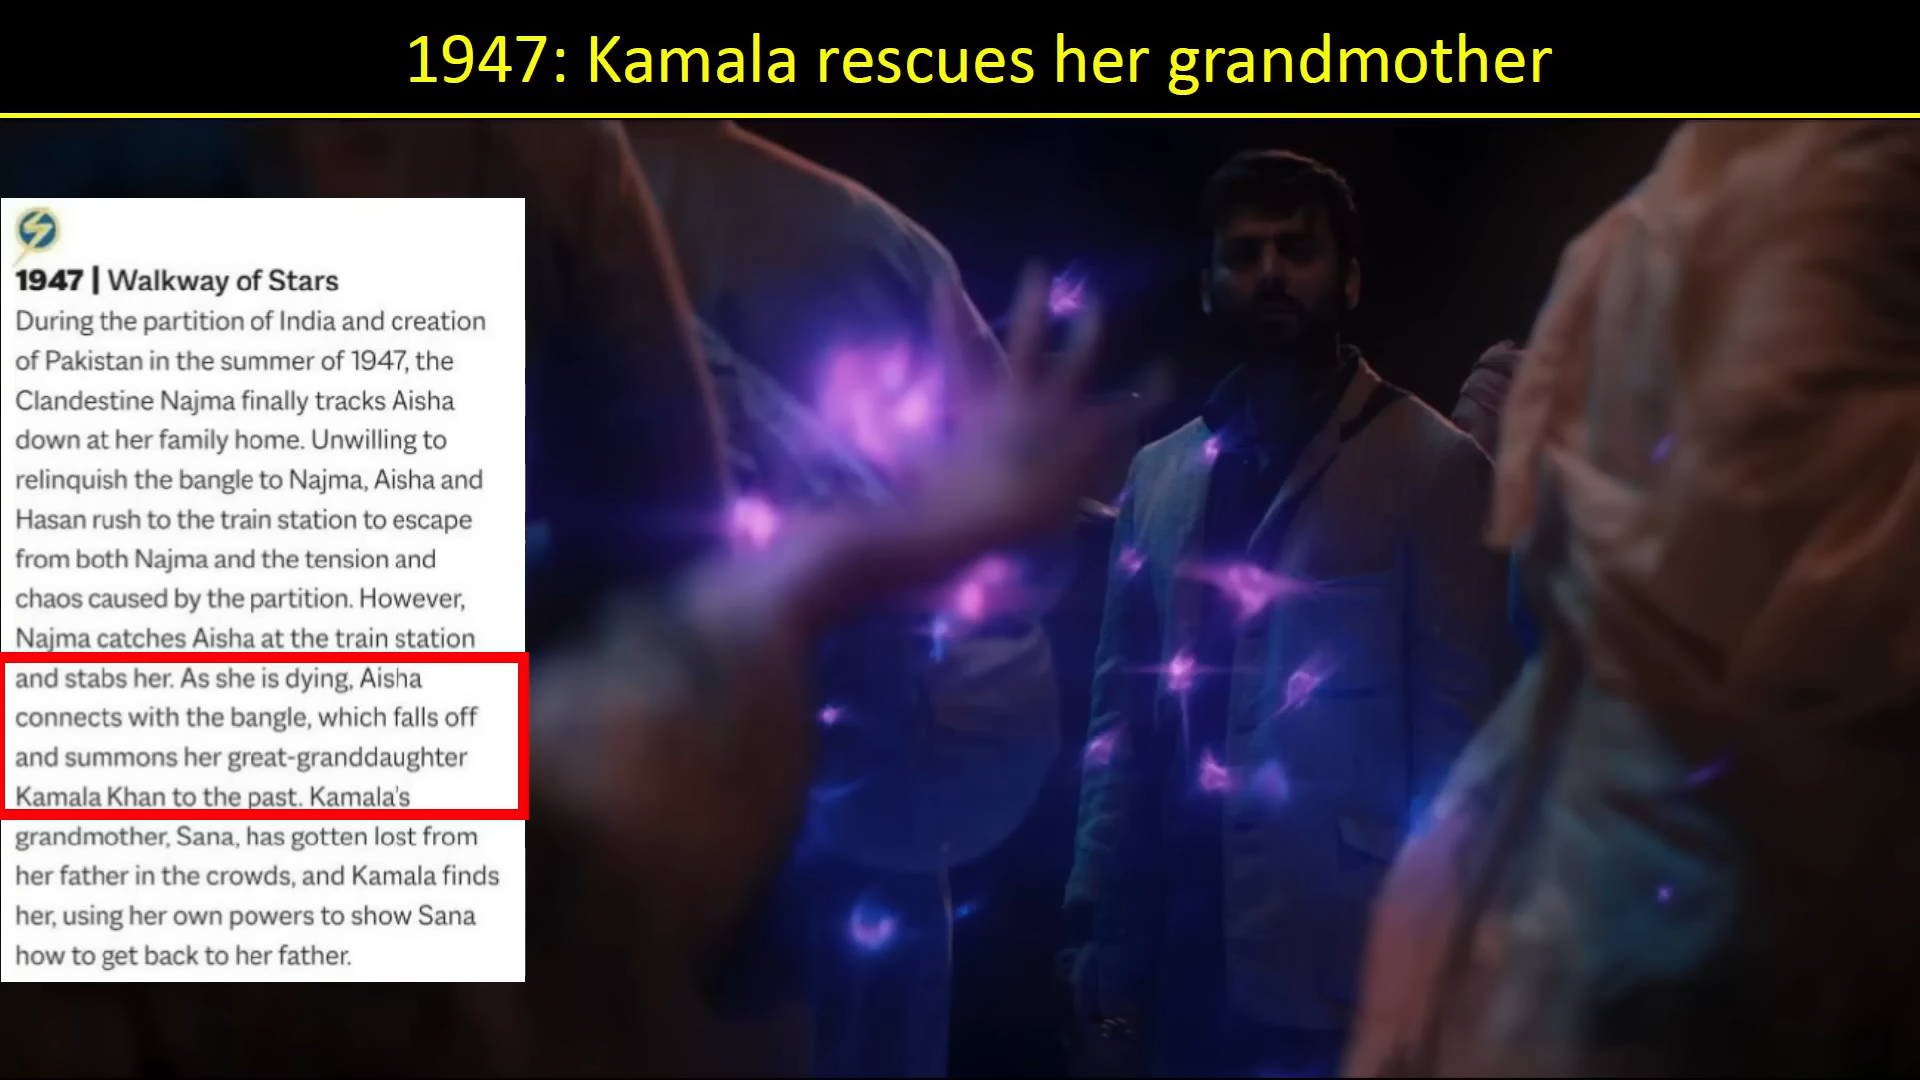 1947: Kamala rescues her grandmother
1947 | Walkway of Stars
During the partition of India and creation
of Pakistan in the summer of 1947, the
Clandestine Najma finally tracks Aisha
down at her family home. Unwilling to
relinquish the bangle to Najma, Aisha and
Hasan rush to the train station to escape
from both Najma and the tension and
chaos caused by the partition. However,
Najma catches Aisha at the train station
and stabs her. As she is dying, Aisha
connects with the bangle, which falls off
and summons her great-granddaughter
Kamala Khan to the past. Kamala's
grandmother, Sana, has gotten lost from
her father in the crowds, and Kamala finds
her, using her own powers to show Sana
how to get back to her father.